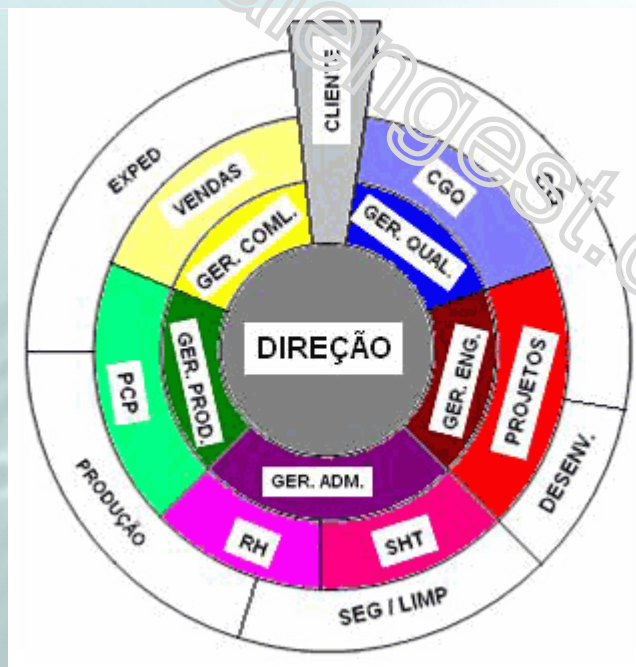 CLIENTE
EXPED
VENDAS
GER. COML.
CGQ
GER. QUAL.
DIREÇÃO
PCP
GER. PROD.
GER. ENG.
PROJETOS
GER. ADM.
RH
SHT
PRODUÇÃO
SEG / LIMP
DESENV.